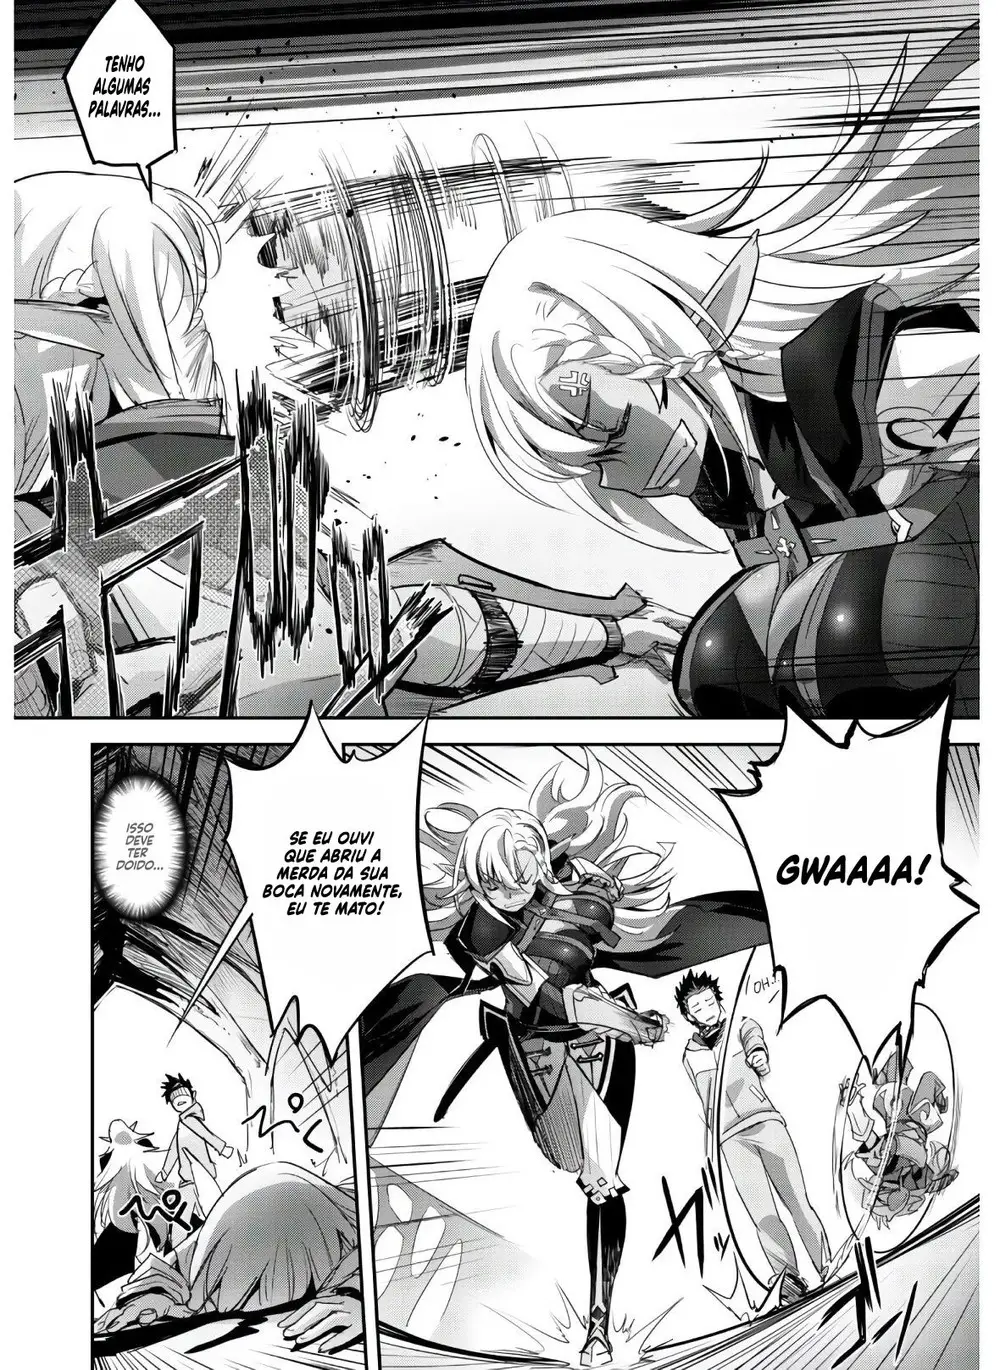 TENHO
ALGUMAS
PALAVRAS...
GWAAAA!
OH...
SE EU OUVI
QUE ABRIU A
MERDA DA SUA
BOCA NOVAMENTE,
EU TE MATO!
ISSO
DEVE
TER
DOÍDO...